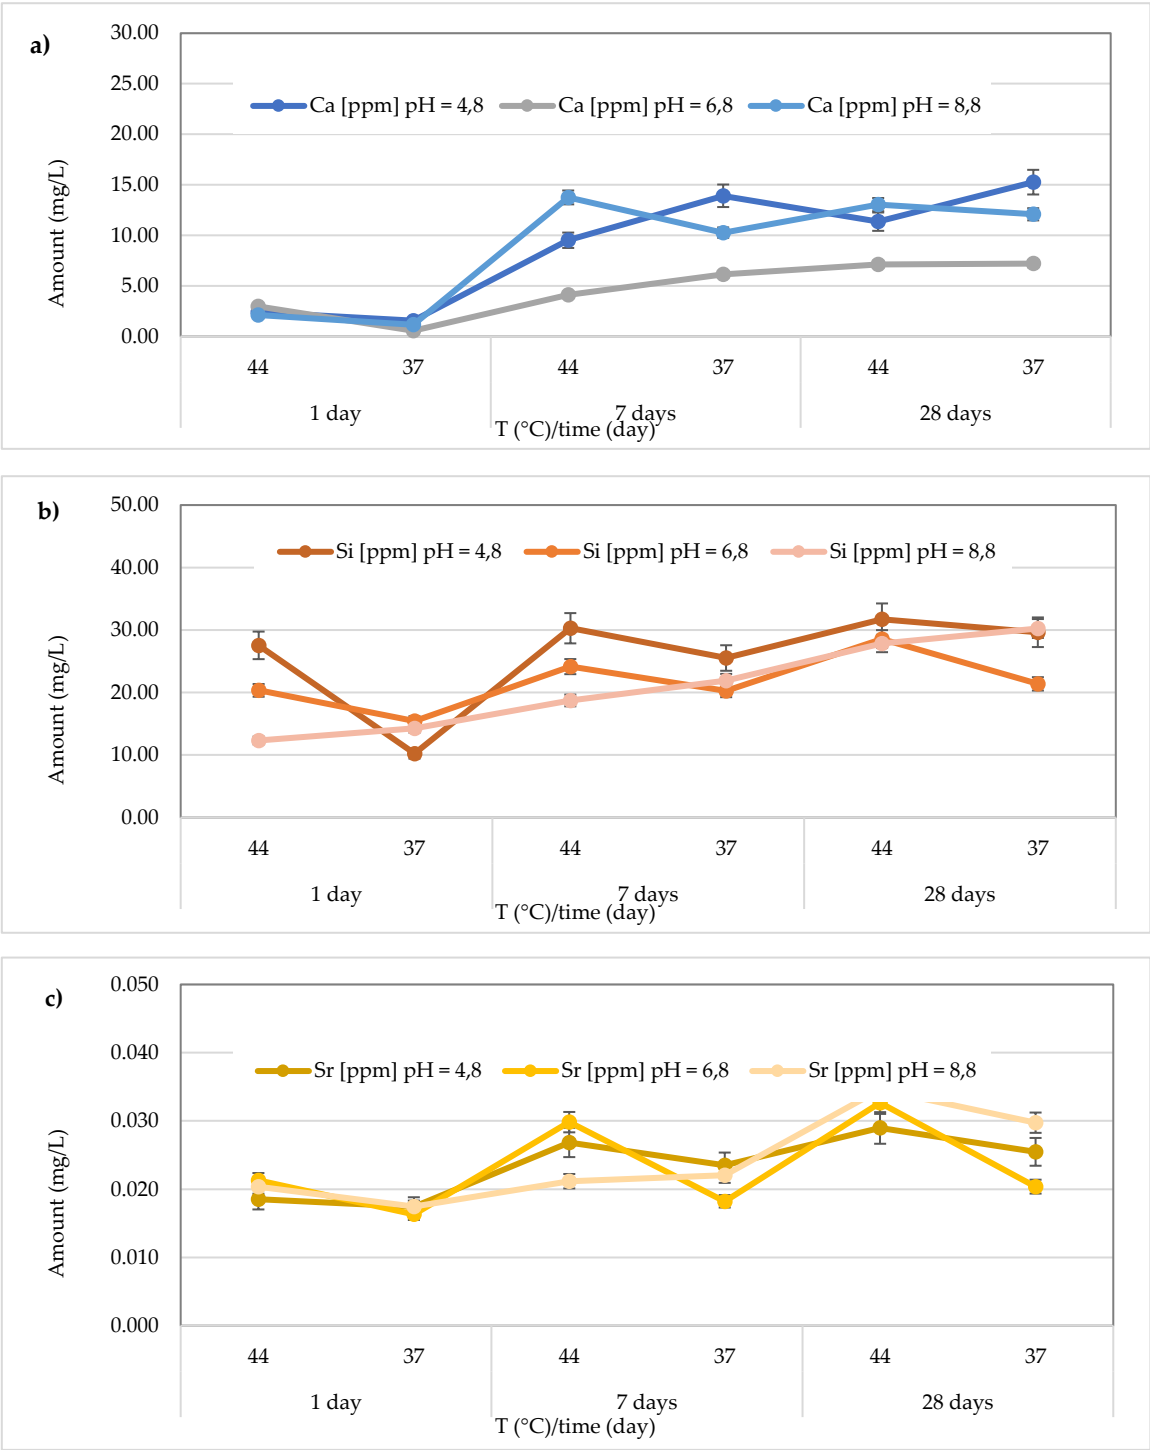 a)
30.00
25.00
20.00
15.00
10.00
5.00
0.00
Amount (mg/L)
Ca [ppm] pH = 4,8 Ca [ppm] pH = 6,8 Ca [ppm] pH = 8,8
44 37 44 37 44 37
1 day 7 days 28 days
T (°C)/time (day)
b)
50.00
40.00
30.00
20.00
10.00
0.00
Amount (mg/L)
Si [ppm] pH = 4,8 Si [ppm] pH = 6,8 Si [ppm] pH = 8,8
44 37 44 37 44 37
1 day 7 days 28 days
T (°C)/time (day)
c)
0.050
0.040
0.030
0.020
0.010
0.000
Amount (mg/L)
Sr [ppm] pH = 4,8 Sr [ppm] pH = 6,8 Sr [ppm] pH = 8,8
44 37 44 37 44 37
1 day 7 days 28 days
T (°C)/time (day)